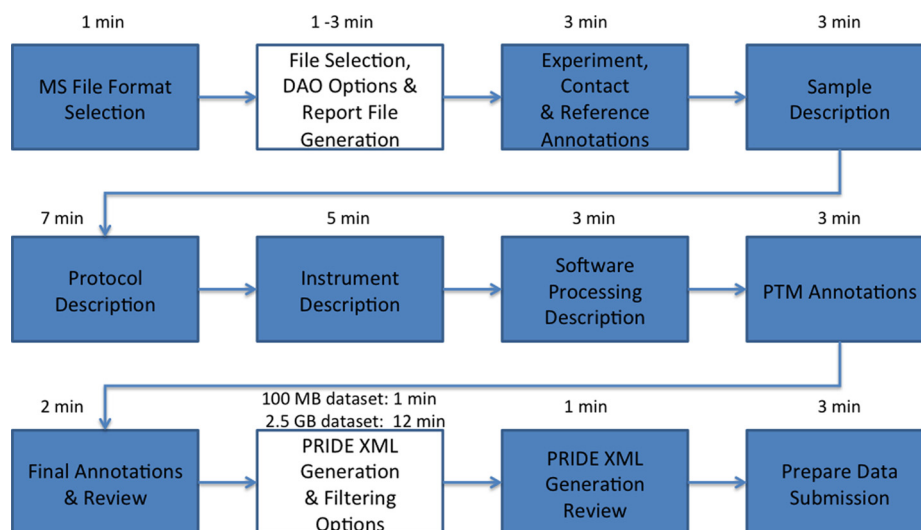 1 min
MS File Format
Selection
1 -3 min
File Selection,
DAO Options &
Report File
Generation
3 min
Experiment,
Contact
& Reference
Annotations
3 min
Sample
Description
7 min
Protocol
Description
5 min
Instrument
Description
3 min
Software
Processing
Description
3 min
PTM Annotations
2 min
Final Annotations
& Review
100 MB dataset: 1 min
2.5 GB dataset: 12 min
PRIDE XML
Generation
& Filtering
Options
1 min
PRIDE XML
Generation
Review
3 min
Prepare Data
Submission